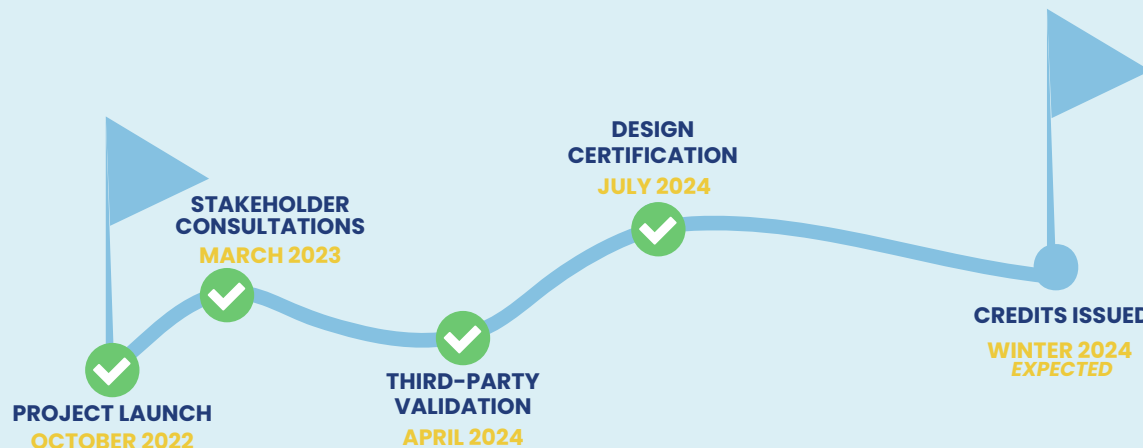 PROJECT LAUNCH
OCTOBER 2022
STAKEHOLDER
CONSULTATIONS
MARCH 2023
THIRD-PARTY
VALIDATION
APRIL 2024
DESIGN
CERTIFICATION
JULY 2024
CREDITS ISSUED
WINTER 2024
EXPECTED